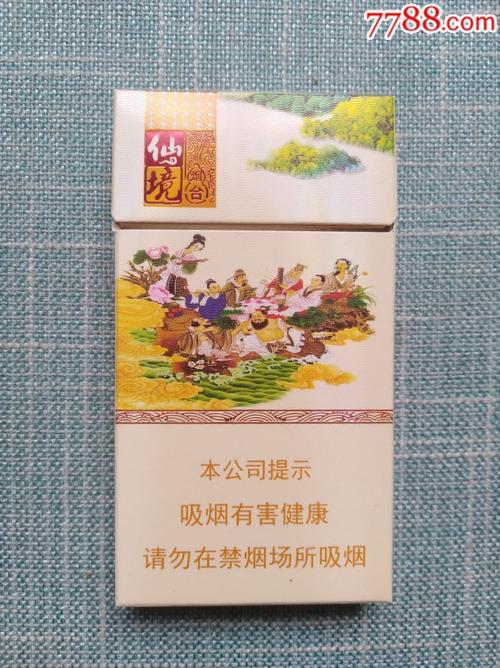 7788.com
仙境
烟台
本公司提示
吸烟有害健康
请勿在禁烟场所吸烟